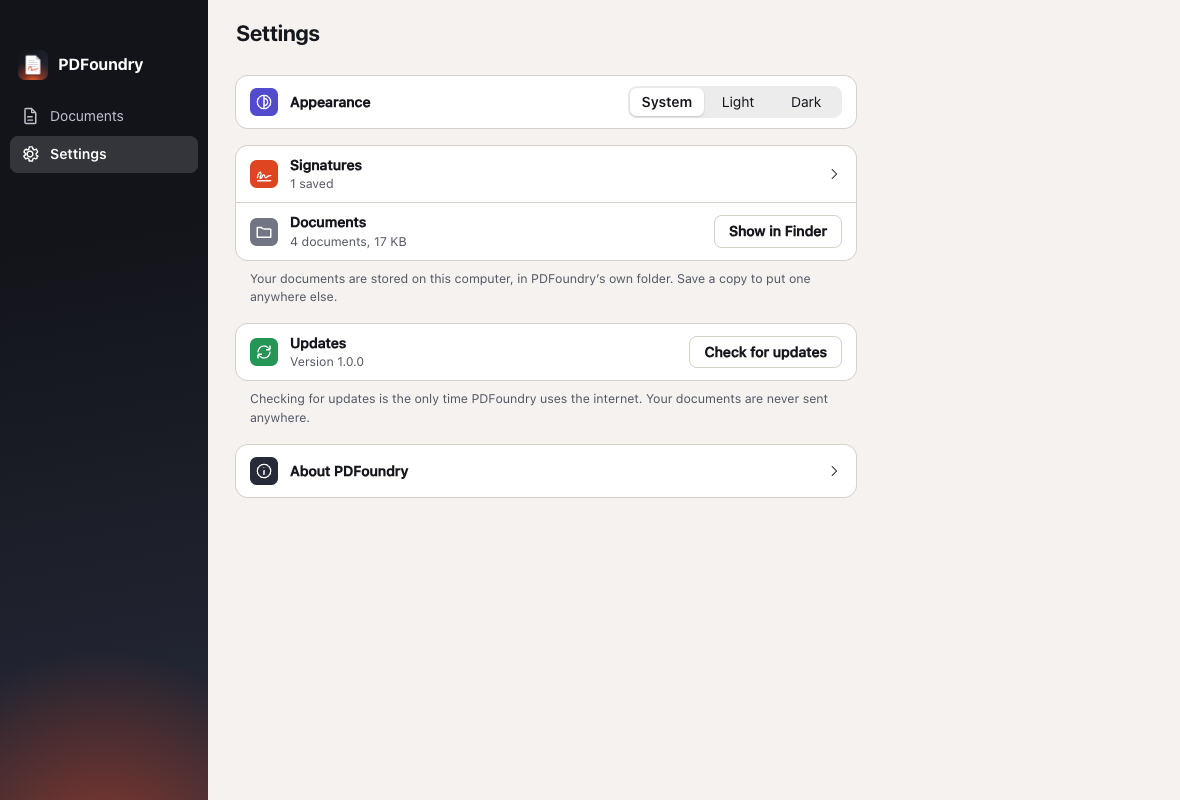 PDFoundry
Documents
Settings
Settings
Appearance
System Light Dark
Signatures
1 saved
Documents
4 documents, 17 KB
Show in Finder
Your documents are stored on this computer, in PDFoundry’s own folder. Save a copy to put one
anywhere else.
Updates
Version 1.0.0
Check for updates
Checking for updates is the only time PDFoundry uses the internet. Your documents are never sent
anywhere.
About PDFoundry